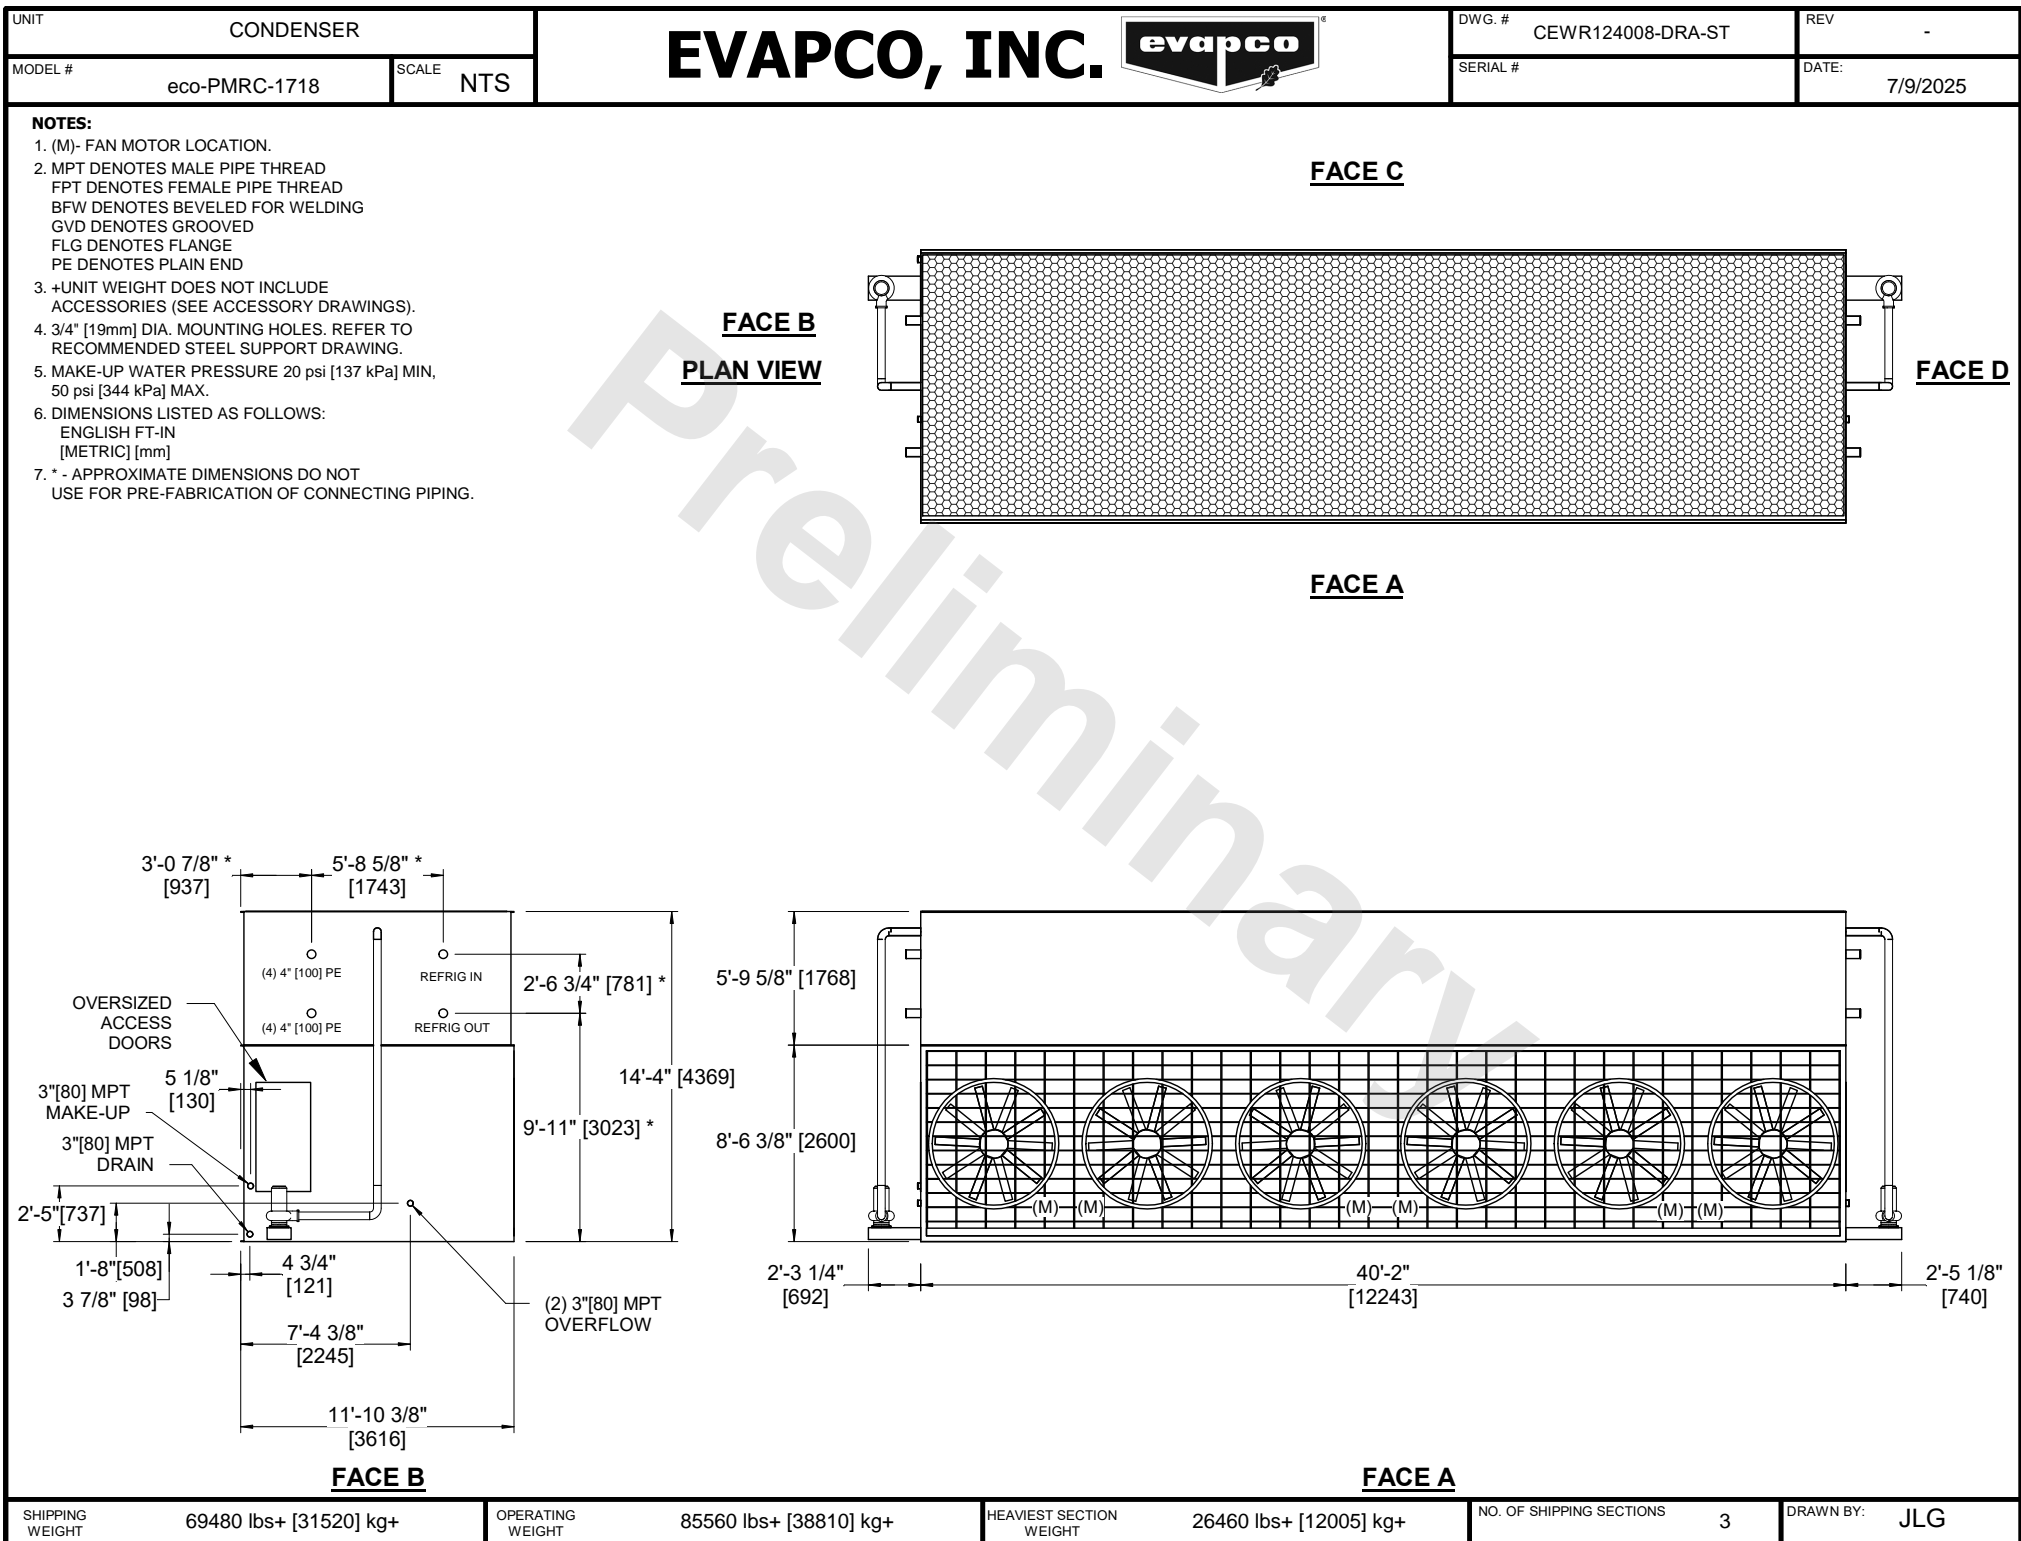 UNIT
CONDENSER
MODEL #
eco-PMRC-1718
SCALE
NTS
EVAPCO, INC.
evapco
®
DWG. #
CEWR124008-DRA-ST
REV
-
SERIAL #
DATE:
7/9/2025
NOTES:
1. (M)- FAN MOTOR LOCATION.
2. MPT DENOTES MALE PIPE THREAD
FPT DENOTES FEMALE PIPE THREAD
BFW DENOTES BEVELED FOR WELDING
GVD DENOTES GROOVED
FLG DENOTES FLANGE
PE DENOTES PLAIN END
3. +UNIT WEIGHT DOES NOT INCLUDE
ACCESSORIES (SEE ACCESSORY DRAWINGS).
4. 3/4" [19mm] DIA. MOUNTING HOLES. REFER TO
RECOMMENDED STEEL SUPPORT DRAWING.
5. MAKE-UP WATER PRESSURE 20 psi [137 kPa] MIN,
50 psi [344 kPa] MAX.
6. DIMENSIONS LISTED AS FOLLOWS:
ENGLISH FT-IN
[METRIC] [mm]
7. * - APPROXIMATE DIMENSIONS DO NOT
USE FOR PRE-FABRICATION OF CONNECTING PIPING.
FACE C
FACE B
PLAN VIEW
FACE D
FACE A
Preliminary
3'-0 7/8" *
[937]
5'-8 5/8" *
[1743]
(4) 4" [100] PE
REFRIG IN
(4) 4" [100] PE
REFRIG OUT
2'-6 3/4" [781] *
OVERSIZED
ACCESS
DOORS
5 1/8"
[130]
3"[80] MPT
MAKE-UP
3"[80] MPT
DRAIN
14'-4" [4369]
9'-11" [3023] *
2'-5"[737]
1'-8"[508]
3 7/8" [98]
4 3/4"
[121]
(2) 3"[80] MPT
OVERFLOW
7'-4 3/8"
[2245]
11'-10 3/8"
[3616]
FACE B
5'-9 5/8" [1768]
8'-6 3/8" [2600]
(M) (M) (M) (M) (M) (M)
2'-3 1/4"
[692]
40'-2"
[12243]
2'-5 1/8"
[740]
FACE A
SHIPPING
WEIGHT
69480 lbs+ [31520] kg+
OPERATING
WEIGHT
85560 lbs+ [38810] kg+
HEAVIEST SECTION
WEIGHT
26460 lbs+ [12005] kg+
NO. OF SHIPPING SECTIONS
3
DRAWN BY:
JLG